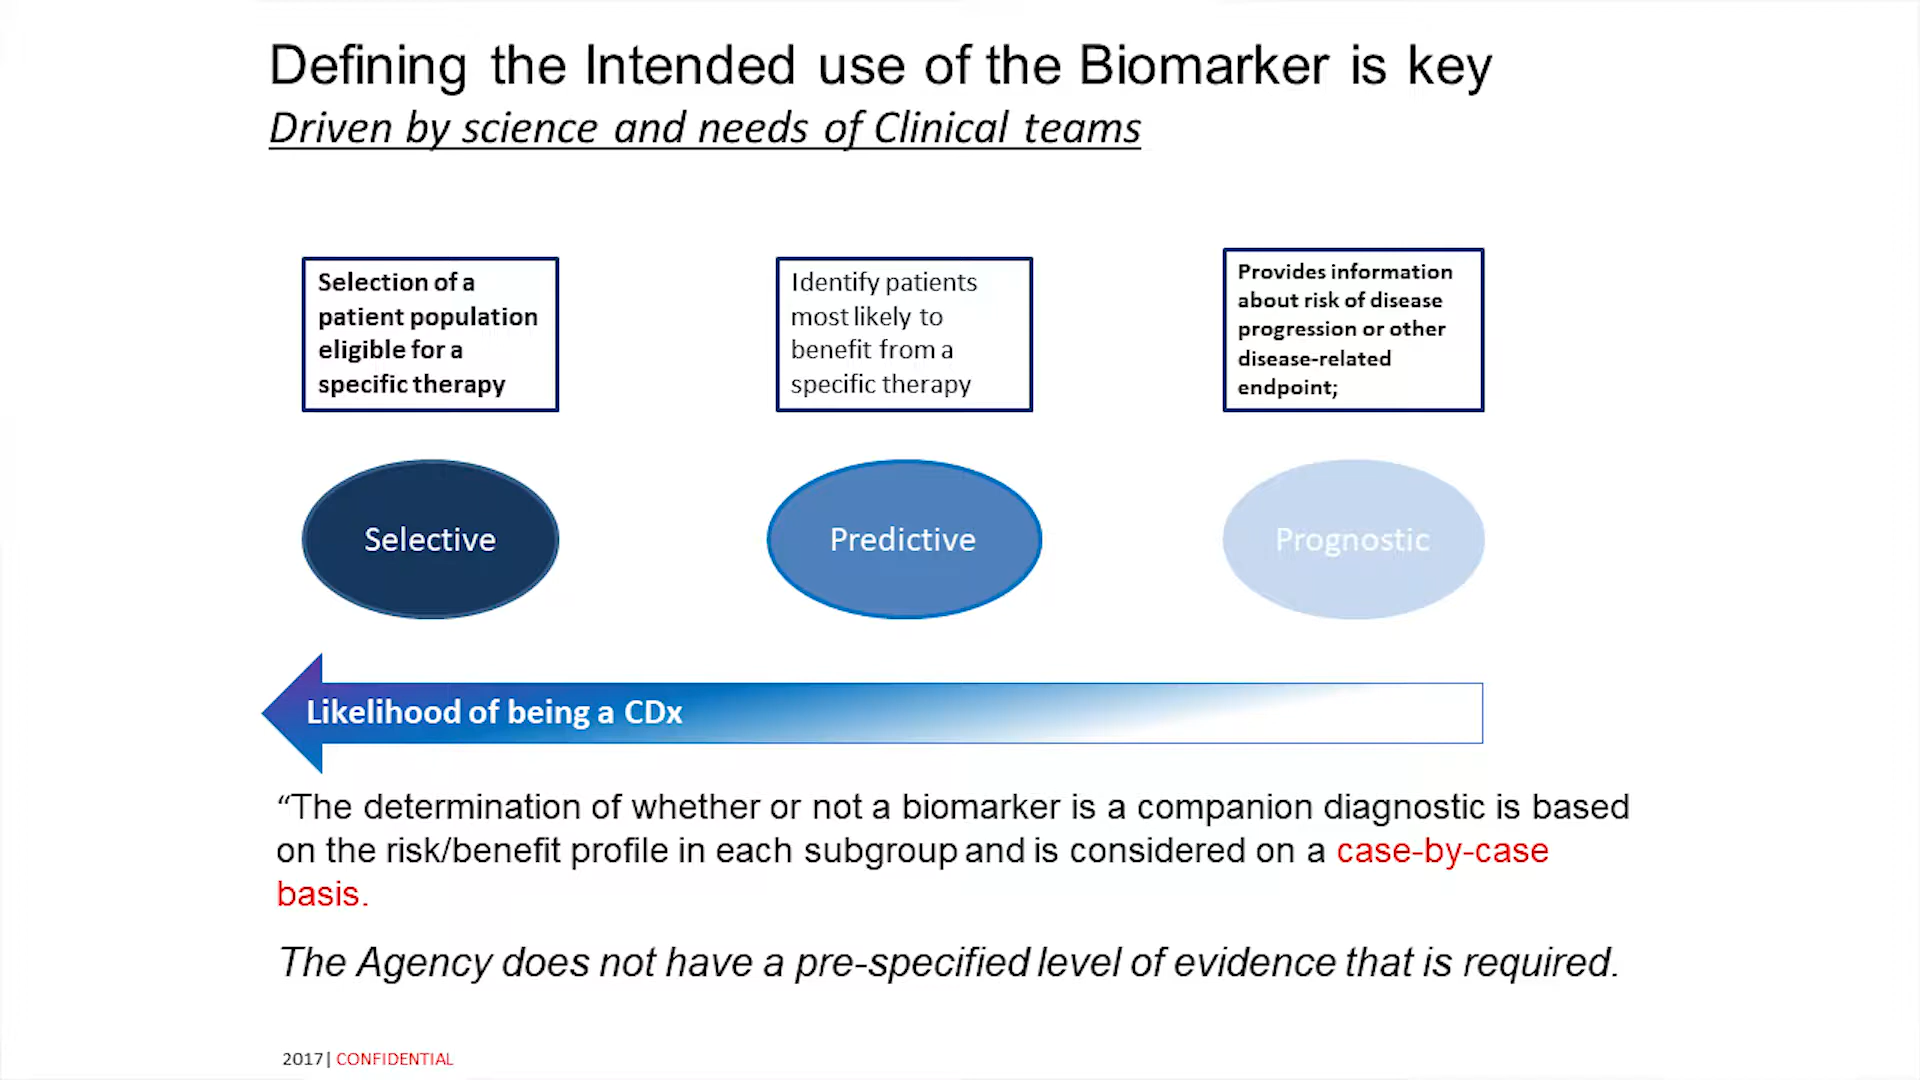 Defining the Intended use of the Biomarker is key
Driven by science and needs of Clinical teams
Selection of a
patient population
eligible for a
specific therapy
Identify patients
most likely to
benefit from a
specific therapy
Provides information
about risk of disease
progression or other
disease-related
endpoint;
Selective
Predictive
Prognostic
Likelihood of being a CDx
“The determination of whether or not a biomarker is a companion diagnostic is based
on the risk/benefit profile in each subgroup and is considered on a case-by-case
basis.
The Agency does not have a pre-specified level of evidence that is required.
2017| CONFIDENTIAL